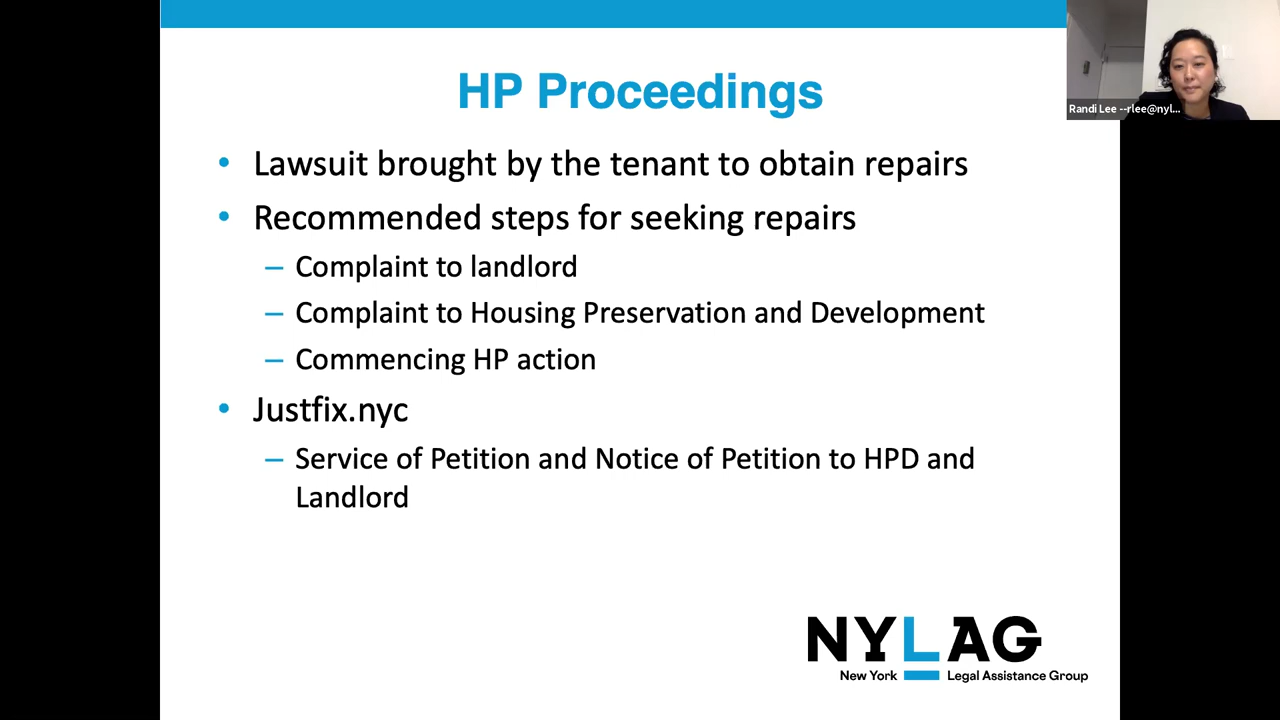 HP Proceedings
• Lawsuit brought by the tenant to obtain repairs
• Recommended steps for seeking repairs
– Complaint to landlord
– Complaint to Housing Preservation and Development
– Commencing HP action
• Justfix.nyc
– Service of Petition and Notice of Petition to HPD and
Landlord
NYLAG
New York Legal Assistance Group
Randi Lee --rlee@nyl...